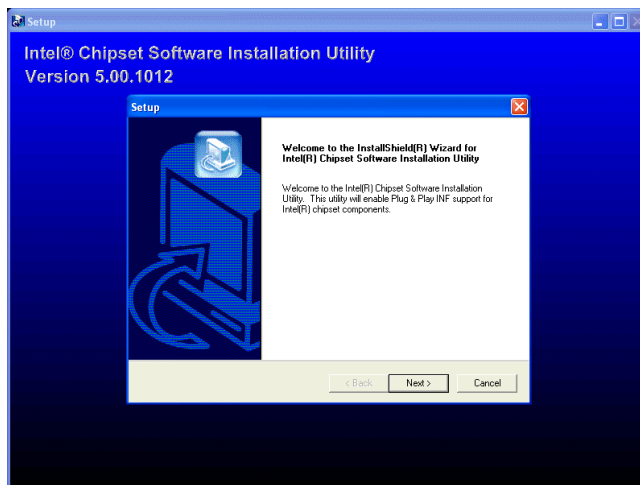 Setup
Intel® Chipset Software Installation Utility
Version 5.00.1012
Setup
Welcome to the InstallShield(R) Wizard for
Intel(R) Chipset Software Installation Utility
Welcome to the Intel(R) Chipset Software Installation
Utility. This utility will enable Plug & Play INF support for
Intel(R) chipset components.
< Back
Next >
Cancel